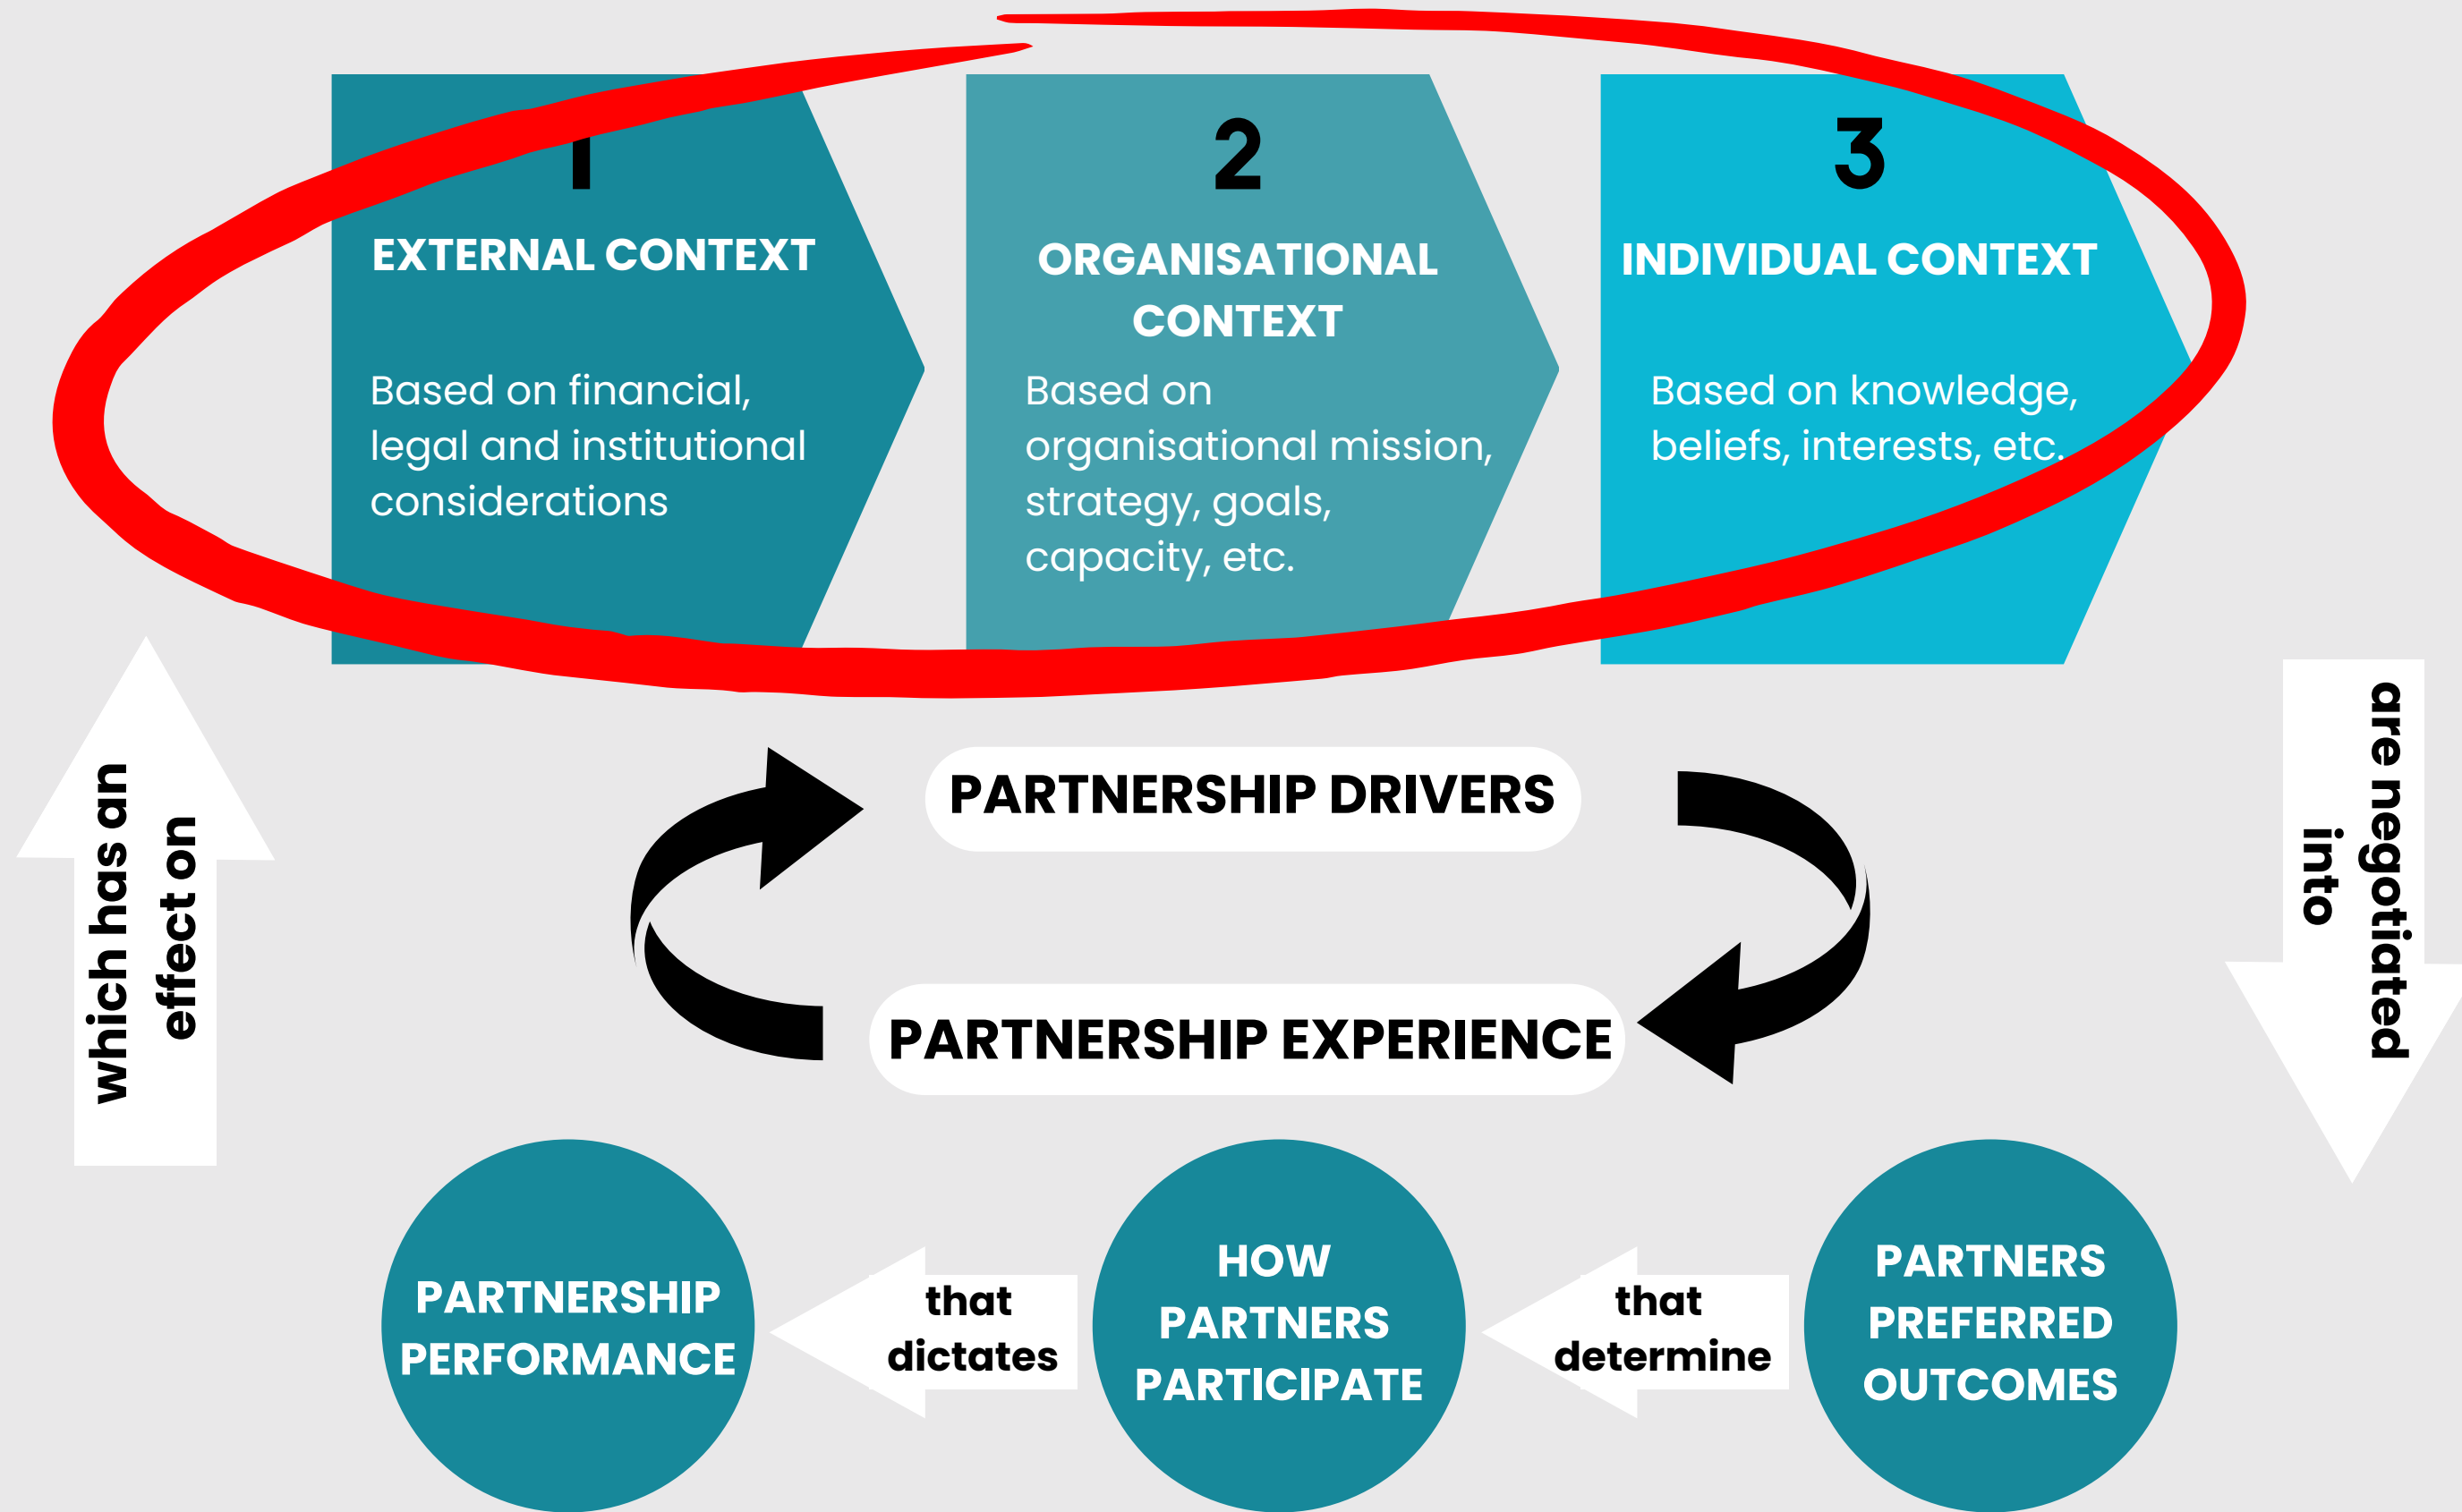 1
EXTERNAL CONTEXT
Based on financial,
legal and institutional
considerations
2
ORGANISATIONAL
CONTEXT
Based on
organisational mission,
strategy, goals,
capacity, etc.
3
INDIVIDUAL CONTEXT
Based on knowledge,
beliefs, interests, etc.
PARTNERSHIP DRIVERS
PARTNERSHIP EXPERIENCE
are negotiated
into
PARTNERS
PREFERRED
OUTCOMES
that
determine
HOW
PARTNERS
PARTICIPATE
that
dictates
PARTNERSHIP
PERFORMANCE
which has an
effect on